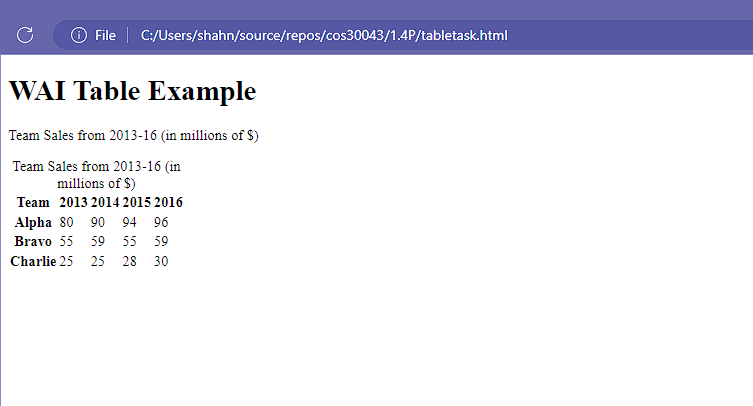 File C:/Users/shahn/source/repos/cos30043/1.4P/tabletask.html
WAI Table Example
Team Sales from 2013-16 (in millions of $)
Team Sales from 2013-16 (in
millions of $)
Team 2013 2014 2015 2016
Alpha 80 90 94 96
Bravo 55 59 55 59
Charlie 25 25 28 30